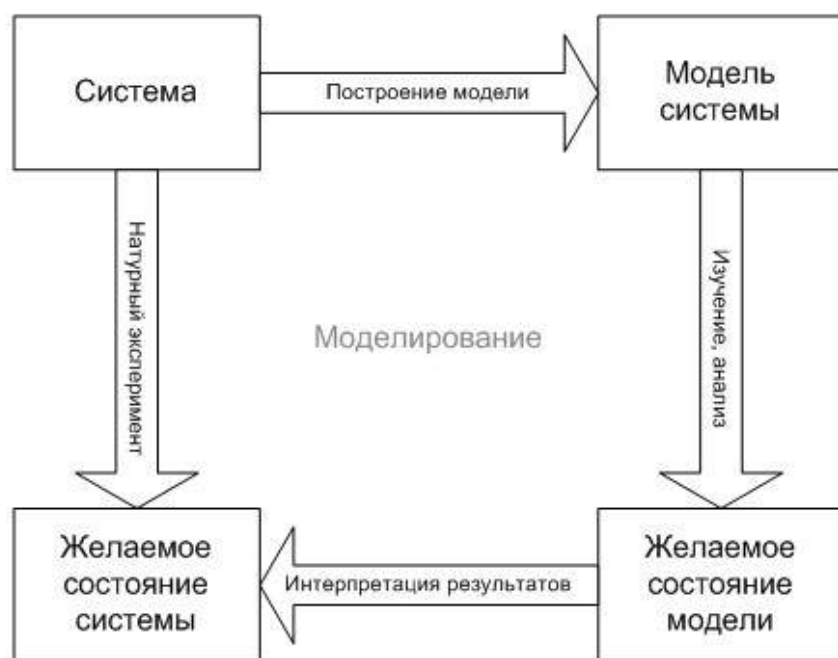 Система
Построение модели
Модель
системы
Натурный эксперимент
Моделирование
Изучение, анализ
Желаемое
состояние
системы
Интерпретация результатов
Желаемое
состояние
модели